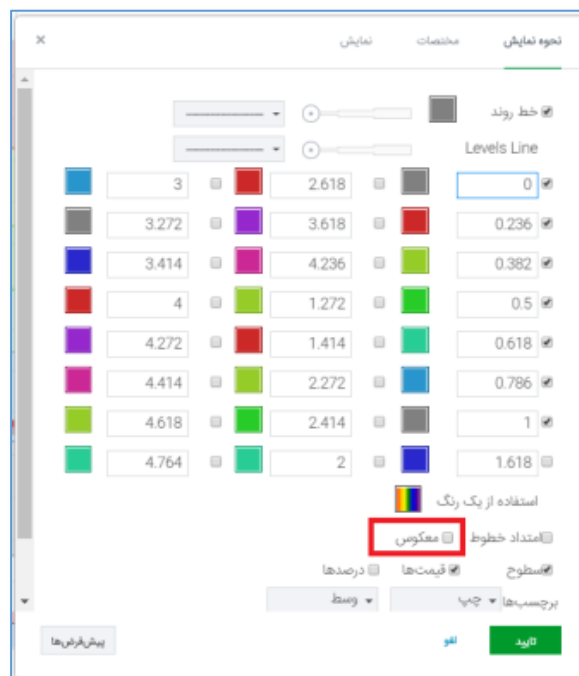 نحوه نمایش مختصات نمایش ×
خط روند
Levels Line
0 2.618 3
0.236 3.618 3.272
0.382 4.236 3.414
0.5 1.272 4
0.618 1.414 4.272
0.786 2.272 4.414
1 2.414 4.618
1.618 2 4.764
استفاده از یک رنگ
امتداد خطوط معکوس
سطوح قیمت‌ها درصدها
برچسب‌ها چپ وسط
تایید لغو پیش‌فرض‌ها